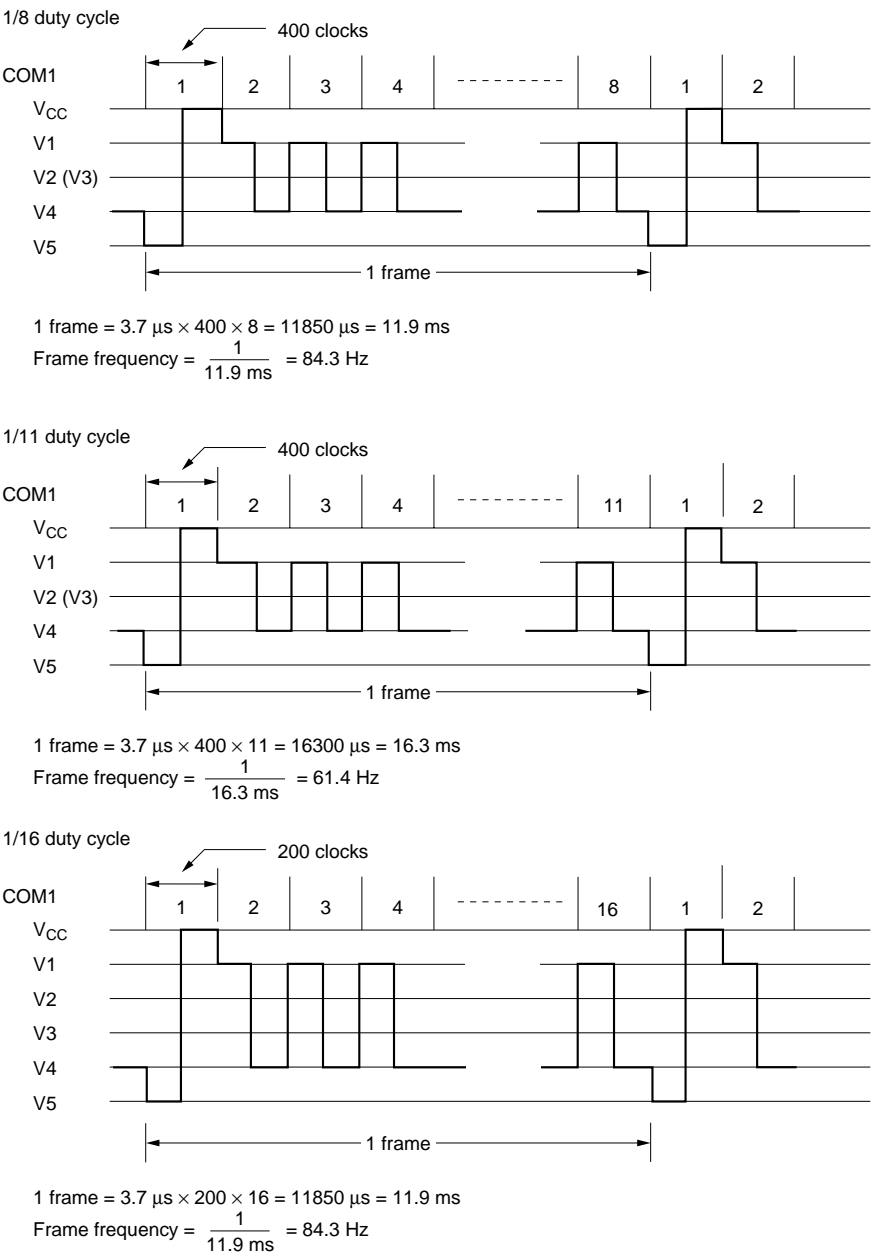 1/8 duty cycle
400 clocks
COM1
1 2 3 4 8 1 2
VCC
V1
V2 (V3)
V4
V5
1 frame
1 frame = 3.7 μs × 400 × 8 = 11850 μs = 11.9 ms
Frame frequency = 1 / 11.9 ms = 84.3 Hz
1/11 duty cycle
400 clocks
COM1
1 2 3 4 11 1 2
VCC
V1
V2 (V3)
V4
V5
1 frame
1 frame = 3.7 μs × 400 × 11 = 16300 μs = 16.3 ms
Frame frequency = 1 / 16.3 ms = 61.4 Hz
1/16 duty cycle
200 clocks
COM1
1 2 3 4 16 1 2
VCC
V1
V2
V3
V4
V5
1 frame
1 frame = 3.7 μs × 200 × 16 = 11850 μs = 11.9 ms
Frame frequency = 1 / 11.9 ms = 84.3 Hz